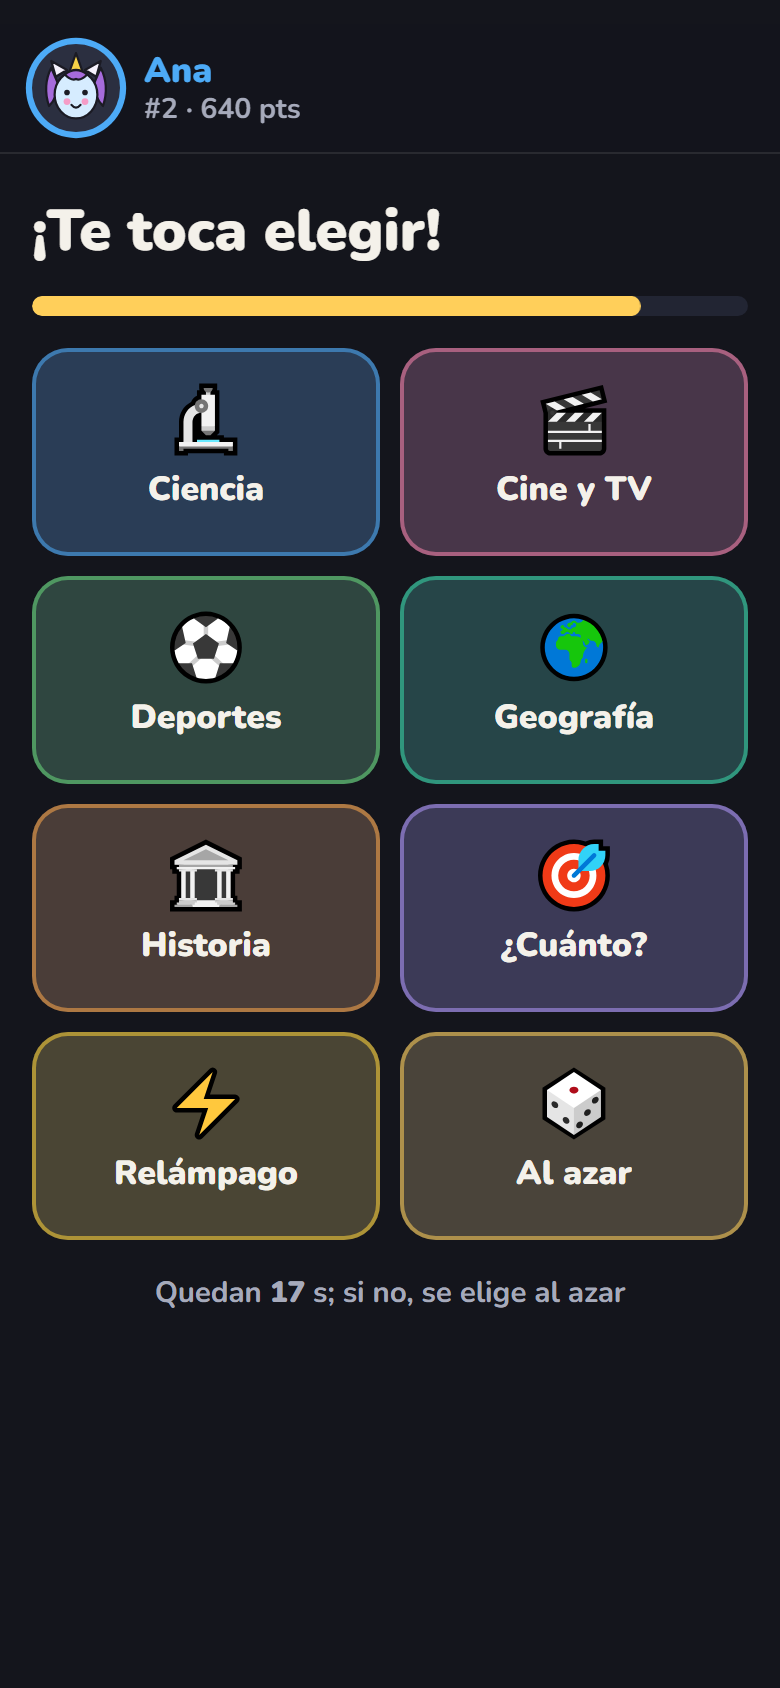 Ana
#2 · 640 pts
¡Te toca elegir!
Ciencia
Cine y TV
Deportes
Geografía
Historia
¿Cuánto?
Relámpago
Al azar
Quedan 17 s; si no, se elige al azar